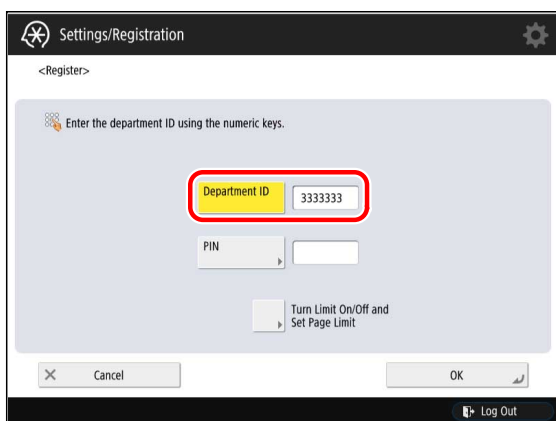 Settings/Registration
<Register>
Enter the department ID using the numeric keys.
Department ID
3333333
PIN
Turn Limit On/Off and
Set Page Limit
Cancel
OK
Log Out